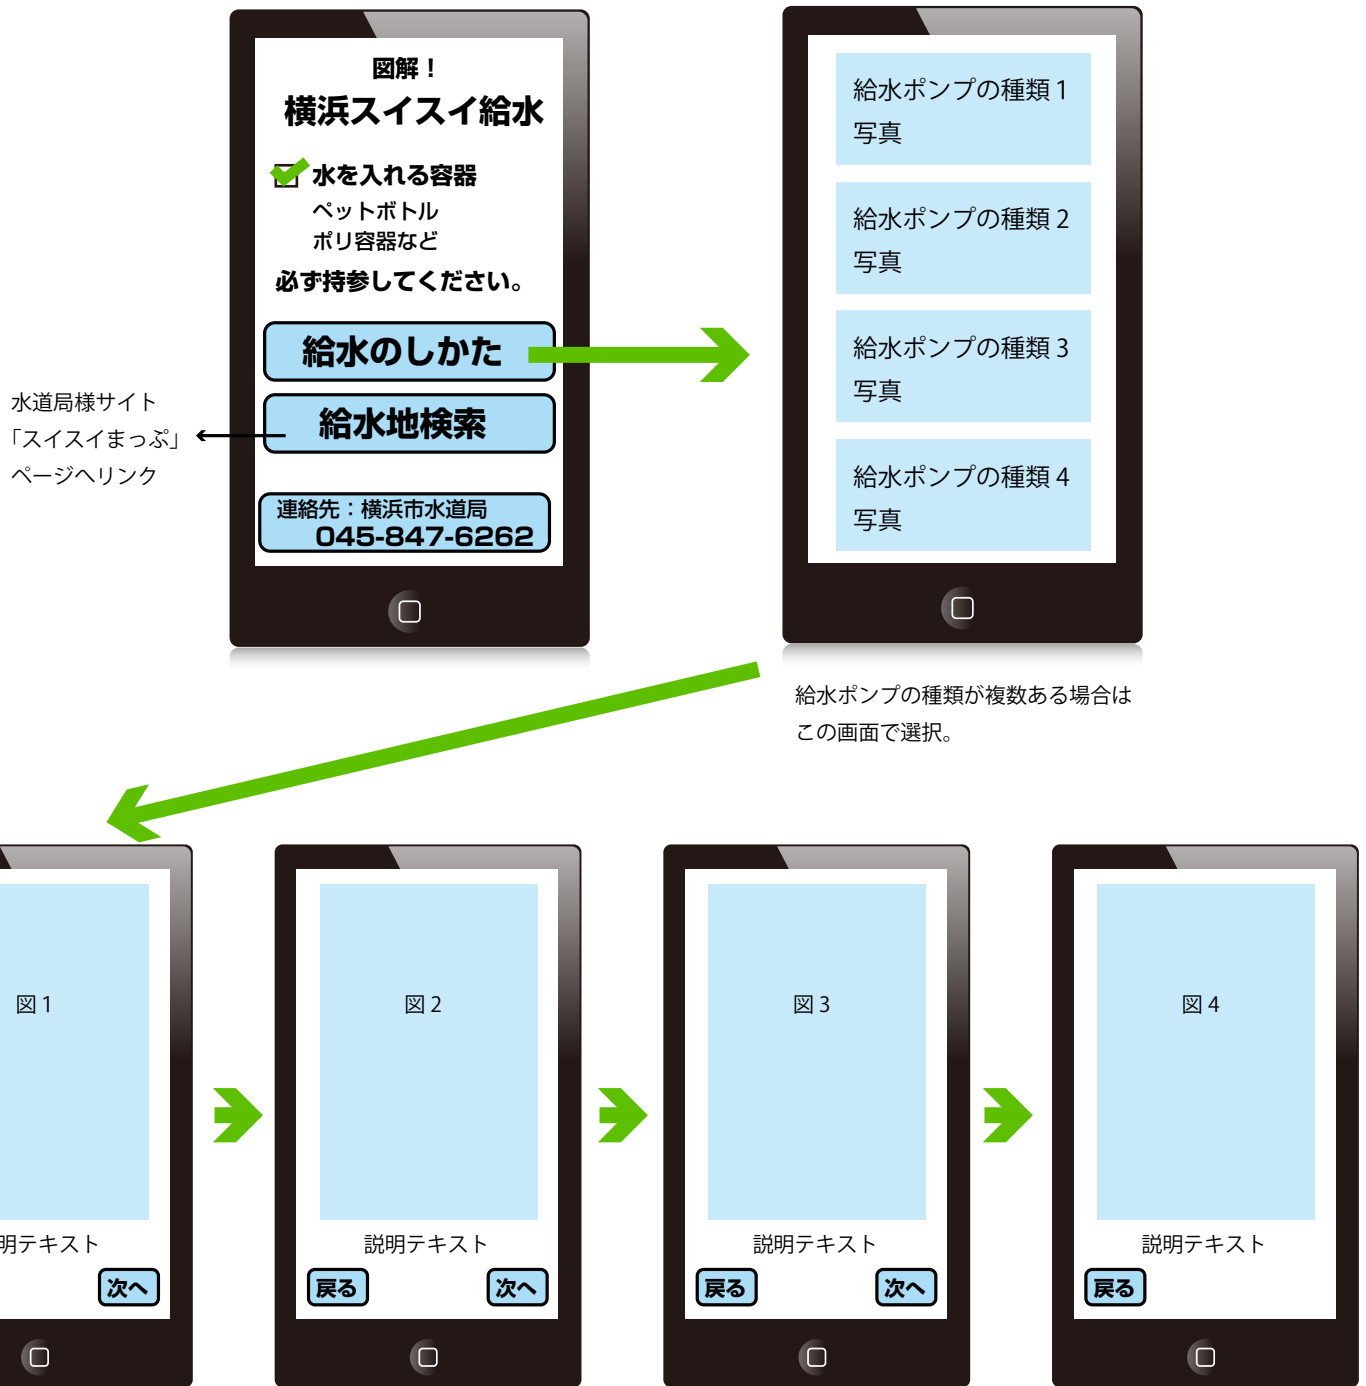 図解！
横浜スイスイ給水
水を入れる容器
ペットボトル
ポリ容器など
必ず持参してください。
給水のしかた
給水地検索
連絡先：横浜市水道局
045-847-6262
水道局様サイト
「スイスイまっぷ」
ページへリンク
給水ポンプの種類 1
写真
給水ポンプの種類 2
写真
給水ポンプの種類 3
写真
給水ポンプの種類 4
写真
給水ポンプの種類が複数ある場合は
この画面で選択。
図 1
明テキスト
次へ
図 2
説明テキスト
戻る
次へ
図 3
説明テキスト
戻る
次へ
図 4
説明テキスト
戻る